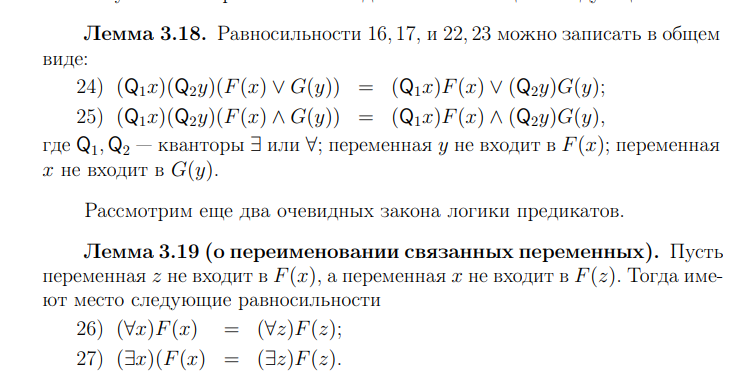 Лемма 3.18. Равносильности 16, 17, и 22, 23 можно записать в общем
виде:
24) (Q₁x)(Q₂y)(F(x) ∨ G(y)) = (Q₁x)F(x) ∨ (Q₂y)G(y);
25) (Q₁x)(Q₂y)(F(x) ∧ G(y)) = (Q₁x)F(x) ∧ (Q₂y)G(y),
где Q₁, Q₂ — кванторы ∃ или ∀; переменная y не входит в F(x); переменная
x не входит в G(y).
Рассмотрим еще два очевидных закона логики предикатов.
Лемма 3.19 (о переименовании связанных переменных). Пусть
переменная z не входит в F(x), а переменная x не входит в F(z). Тогда име-
ют место следующие равносильности
26) (∀x)F(x) = (∀z)F(z);
27) (∃x)(F(x) = (∃z)F(z).